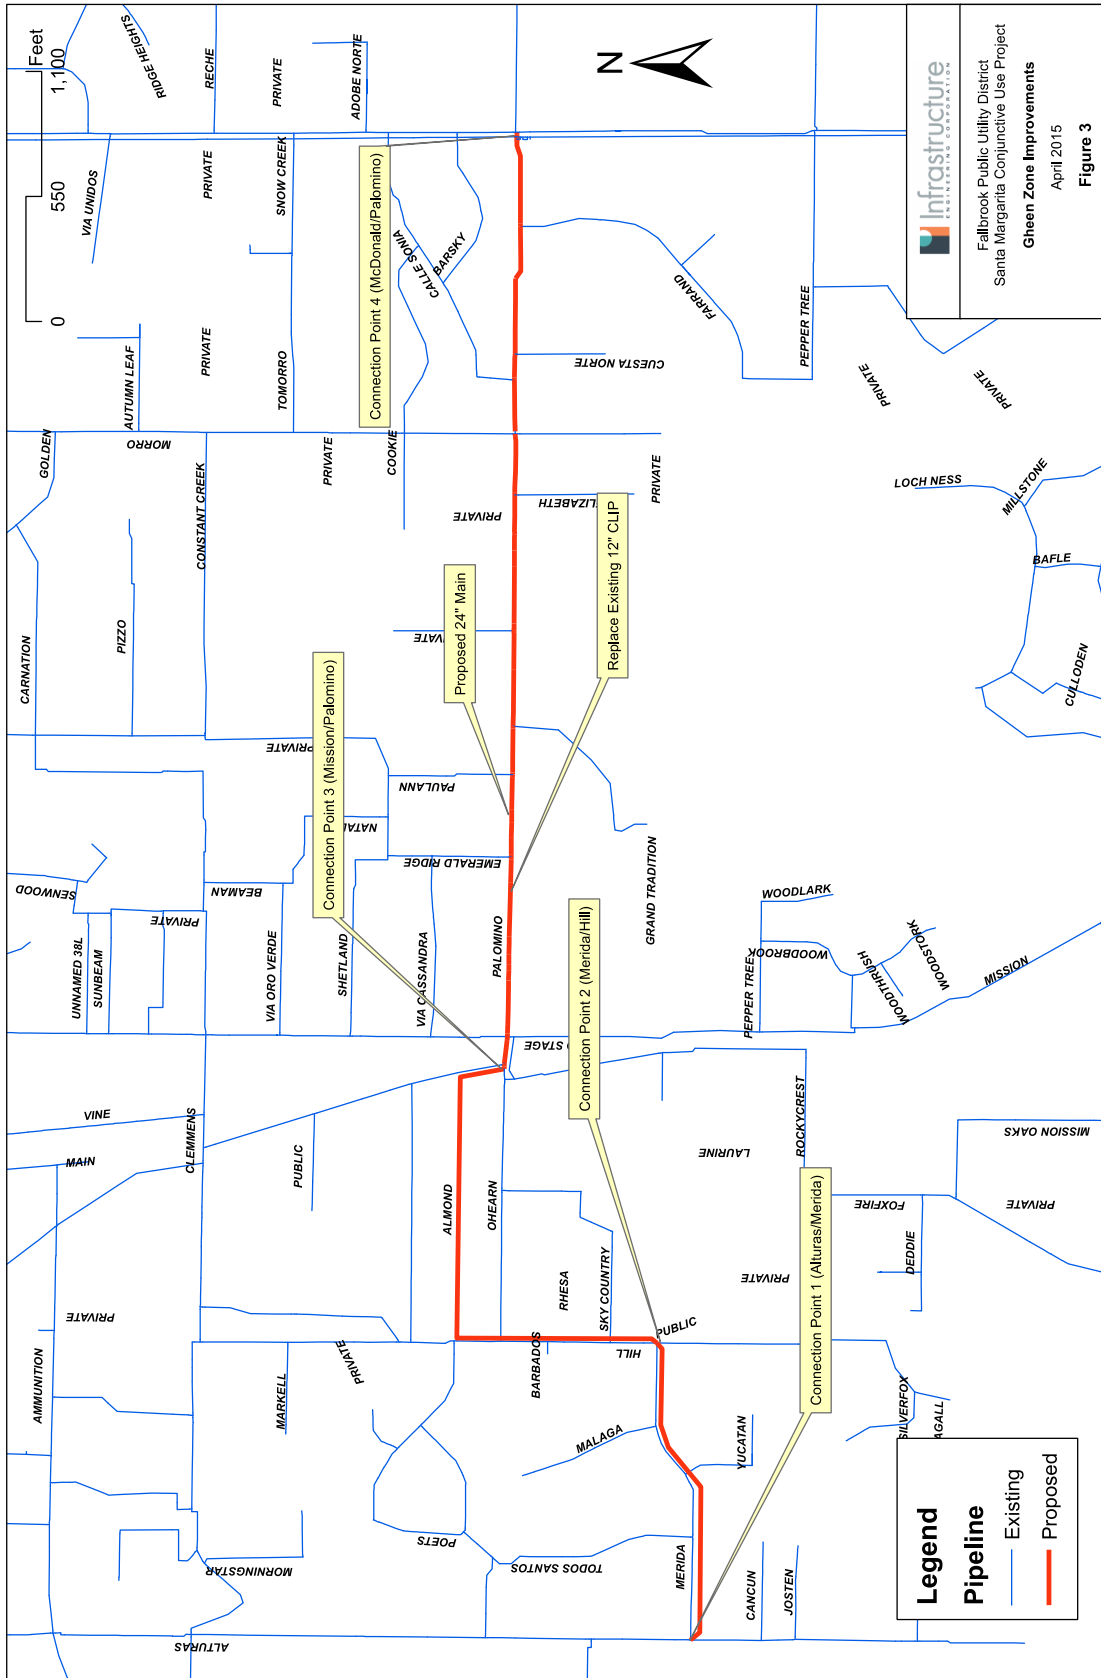 Feet
0
550
1,100
N
RIDGE HEIGHTS
RECHE
PRIVATE
ADOBE NORTE
VIA UNIDOS
PRIVATE
SNOW CREEK
CALLE SONIA
BARSKY
Connection Point 4 (McDonald/Palomino)
GOLDEN
AUTUMN LEAF
MORRO
PRIVATE
TOMORRO
PRIVATE
COOKIE
CUESTA NORTE
FARRAND
PEPPER TREE
PRIVATE
PRIVATE
CARNATION
PIZZO
CONSTANT CREEK
PRIVATE
PRIVATE
LIZABETH
PRIVATE
LOCH NESS
MILLSTONE
BAFLE
CULLODEN
Proposed 24" Main
Replace Existing 12" CLIP
VATE
Connection Point 3 (Mission/Palomino)
SENWOOD
UNNAMED 38L
SUNBEAM
PRIVATE
BEAMAN
VIA ORO VERDE
NATAL
SHETLAND
PAULANN
EMERALD RIDGE
VIA CASSANDRA
PALOMINO
GRAND TRADITION
WOODLARK
WOODBROOK
PEPPER TREE
WOODTHRUSH
WOODSTORK
MISSION
STAGE
Connection Point 2 (Merida/Hill)
VINE
MAIN
CLEMMENS
PUBLIC
ALMOND
OHEARN
LAURINE
ROCKYCREST
MISSION OAKS
PRIVATE
FOXFIRE
DEDDIE
PRIVATE
RHESA
SKY COUNTRY
PUBLIC
HILL
BARBADOS
Connection Point 1 (Alturas/Merida)
PRIVATE
AMMUNITION
MARKELL
PRIVATE
MALAGA
YUCATAN
SILVERFOX
AGALL
MORNINGSTAR
POETS
TODOS SANTOS
MERIDA
CANCUN
JOSTEN
ALTURAS
Legend
Pipeline
Existing
Proposed
Infrastructure
ENGINEERING CORPORATION
Fallbrook Public Utility District
Santa Margarita Conjunctive Use Project
Gheen Zone Improvements
April 2015
Figure 3